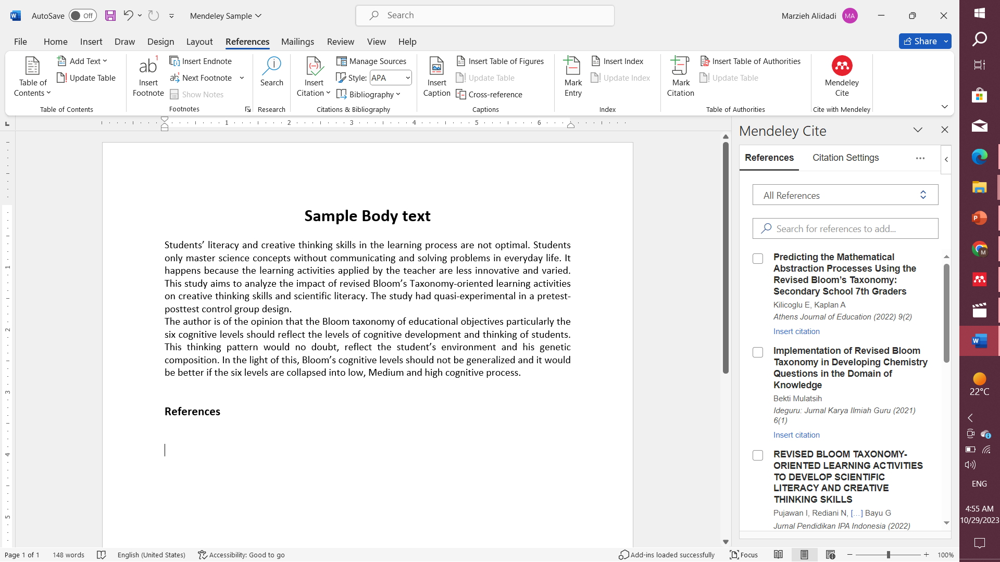 AutoSave Off Mendeley Sample Search Marzieh Alidadi MA
File Home Insert Draw Design Layout References Mailings Review View Help Share
Table of Contents
Add Text
Update Table
Table of Contents
ab 1
Insert Footnote
Insert Endnote
Next Footnote
Show Notes
Footnotes
Search
Research
Insert Citation
Manage Sources
Style: APA
Bibliography
Citations & Bibliography
Insert Caption
Insert Table of Figures
Update Table
Cross-reference
Captions
Mark Entry
Insert Index
Update Index
Index
Mark Citation
Insert Table of Authorities
Update Table
Table of Authorities
Mendeley Cite
Cite with Mendeley
1 2 3 4 5 6
1
2
3
4
5
Sample Body text
Students’ literacy and creative thinking skills in the learning process are not optimal. Students
only master science concepts without communicating and solving problems in everyday life. It
happens because the learning activities applied by the teacher are less innovative and varied.
This study aims to analyze the impact of revised Bloom’s Taxonomy-oriented learning activities
on creative thinking skills and scientific literacy. The study had quasi-experimental in a pretest-
posttest control group design.
The author is of the opinion that the Bloom taxonomy of educational objectives particularly the
six cognitive levels should reflect the levels of cognitive development and thinking of students.
This thinking pattern would no doubt, reflect the student’s environment and his genetic
composition. In the light of this, Bloom’s cognitive levels should not be generalized and it would
be better if the six levels are collapsed into low, Medium and high cognitive process.
References
Mendeley Cite
References Citation Settings
All References
Search for references to add...
Predicting the Mathematical
Abstraction Processes Using the
Revised Bloom’s Taxonomy:
Secondary School 7th Graders
Kilicoglu E, Kaplan A
Athens Journal of Education (2022) 9(2)
Insert citation
Implementation of Revised Bloom
Taxonomy in Developing Chemistry
Questions in the Domain of
Knowledge
Bekti Mulatsih
Ideguru: Jurnal Karya Ilmiah Guru (2021)
6(1)
Insert citation
REVISED BLOOM TAXONOMY-
ORIENTED LEARNING ACTIVITIES
TO DEVELOP SCIENTIFIC
LITERACY AND CREATIVE
THINKING SKILLS
Pujawan I, Rediani N, [...] Bayu G
Jurnal Pendidikan IPA Indonesia (2022)
22°C
ENG
4:55 AM
10/29/2023
Page 1 of 1 148 words English (United States) Accessibility: Good to go Add-ins loaded successfully Focus 100%